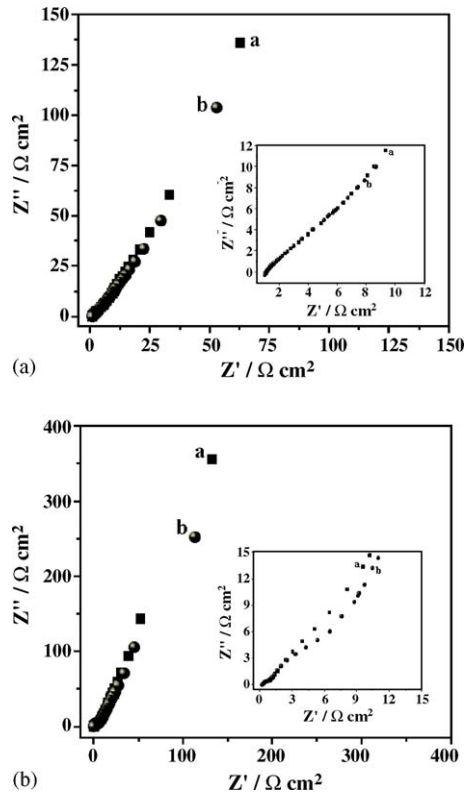 150
125
100
75
50
25
0
Z'' / Ω cm²
a
b
12
10
8
6
4
2
0
Z'' / Ω cm²
a
b
2 4 6 8 10 12
Z' / Ω cm²
0 25 50 75 100 125 150
Z' / Ω cm²
(a)
400
300
200
100
0
Z'' / Ω cm²
a
b
15
12
9
6
3
0
Z'' / Ω cm²
a
b
0 3 6 9 12 15
Z' / Ω cm²
0 100 200 300 400
Z' / Ω cm²
(b)